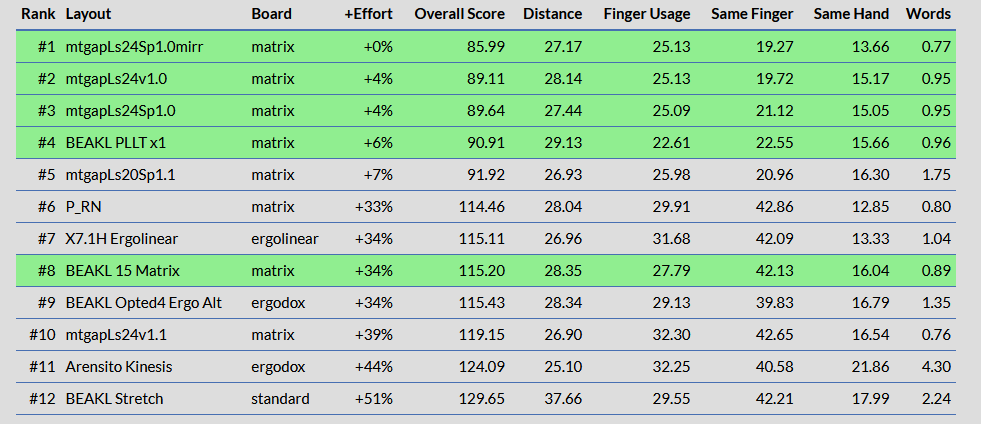 Rank Layout Board +Effort Overall Score Distance Finger Usage Same Finger Same Hand Words
#1 mtgapLs24Sp1.0mirr matrix +0% 85.99 27.17 25.13 19.27 13.66 0.77
#2 mtgapLs24v1.0 matrix +4% 89.11 28.14 25.13 19.72 15.17 0.95
#3 mtgapLs24Sp1.0 matrix +4% 89.64 27.44 25.09 21.12 15.05 0.95
#4 BEAKL PLLT x1 matrix +6% 90.91 29.13 22.61 22.55 15.66 0.96
#5 mtgapLs20Sp1.1 matrix +7% 91.92 26.93 25.98 20.96 16.30 1.75
#6 P_RN matrix +33% 114.46 28.04 29.91 42.86 12.85 0.80
#7 X7.1H Ergolinear ergolinear +34% 115.11 26.96 31.68 42.09 13.33 1.04
#8 BEAKL 15 Matrix matrix +34% 115.20 28.35 27.79 42.13 16.04 0.89
#9 BEAKL Opted4 Ergo Alt ergodox +34% 115.43 28.34 29.13 39.83 16.79 1.35
#10 mtgapLs24v1.1 matrix +39% 119.15 26.90 32.30 42.65 16.54 0.76
#11 Arensito Kinesis ergodox +44% 124.09 25.10 32.25 40.58 21.86 4.30
#12 BEAKL Stretch standard +51% 129.65 37.66 29.55 42.21 17.99 2.24